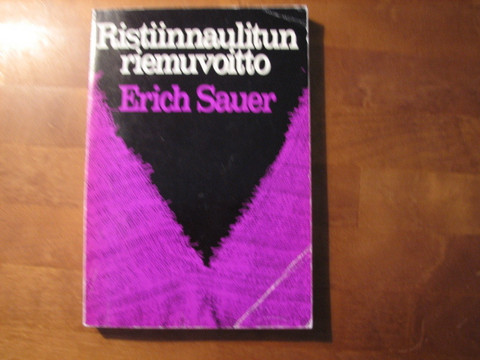 Ristiinnaulitun
riemuvoitto
Erich Sauer